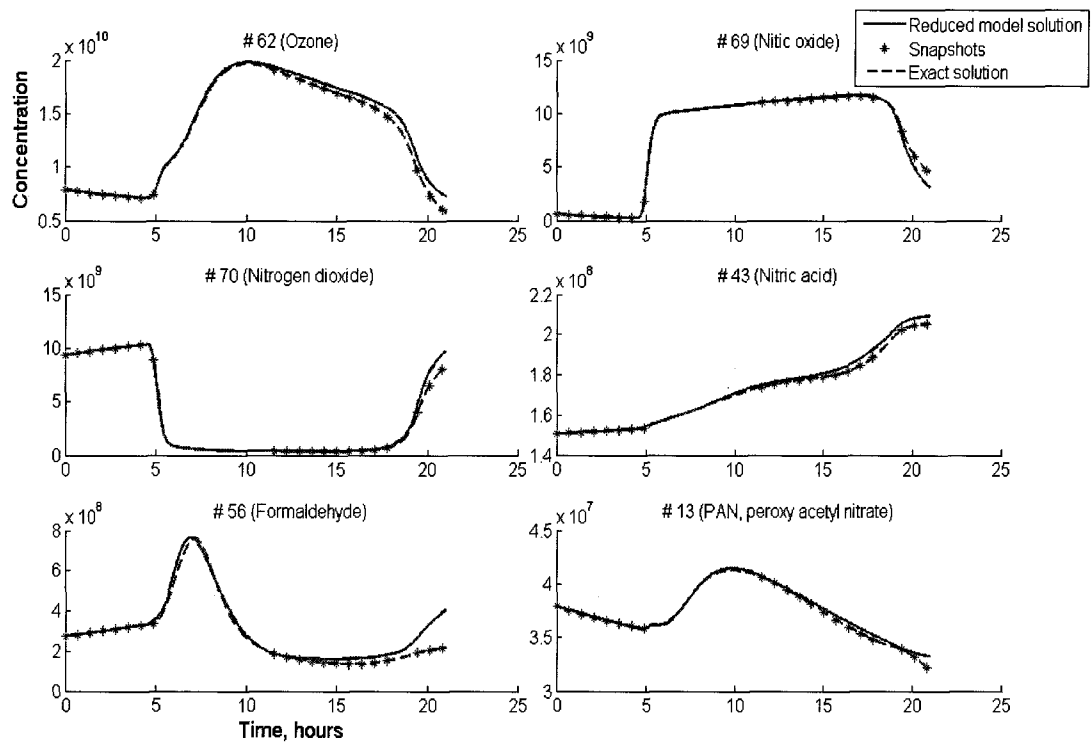 Reduced model solution
Snapshots
Exact solution
# 62 (Ozone)
x 10^10
2
1.5
1
0.5
0 5 10 15 20 25
Concentration
# 69 (Nitic oxide)
x 10^9
15
10
5
0
0 5 10 15 20 25
# 70 (Nitrogen dioxide)
x 10^9
15
10
5
0
0 5 10 15 20 25
# 43 (Nitric acid)
x 10^8
2.2
2
1.8
1.6
1.4
0 5 10 15 20 25
# 56 (Formaldehyde)
x 10^8
8
6
4
2
0
0 5 10 15 20 25
Time, hours
# 13 (PAN, peroxy acetyl nitrate)
x 10^7
4.5
4
3.5
3
0 5 10 15 20 25